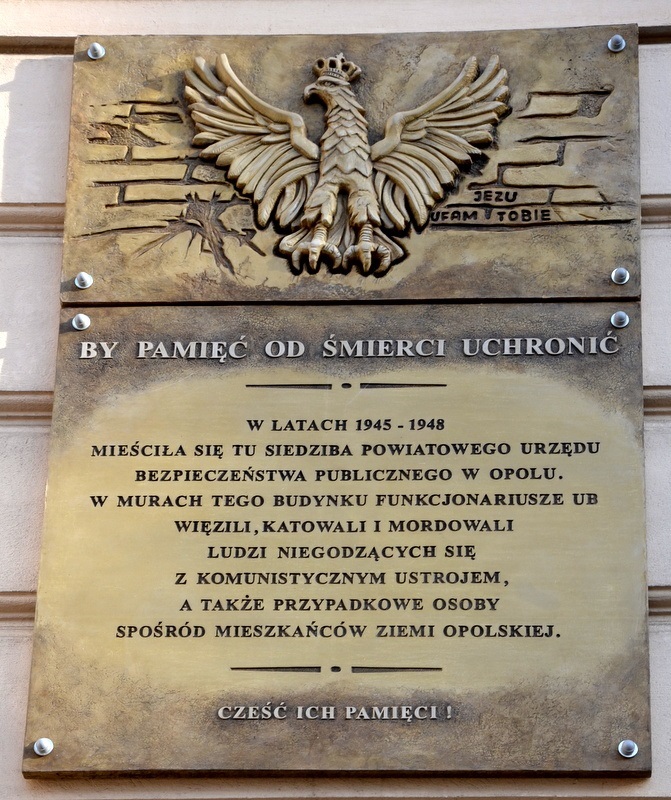 JEZU
UFAM TOBIE
BY PAMIĘĆ OD ŚMIERCI UCHRONIĆ
W LATACH 1945 - 1948
MIEŚCIŁA SIĘ TU SIEDZIBA POWIATOWEGO URZĘDU
BEZPIECZEŃSTWA PUBLICZNEGO W OPOLU.
W MURACH TEGO BUDYNKU FUNKCJONARIUSZE UB
WIĘZILI, KATOWALI I MORDOWALI
LUDZI NIEGODZĄCYCH SIĘ
Z KOMUNISTYCZNYM USTROJEM,
A TAKŻE PRZYPADKOWE OSOBY
SPOŚRÓD MIESZKAŃCÓW ZIEMI OPOLSKIEJ.
CZEŚĆ ICH PAMIĘCI !